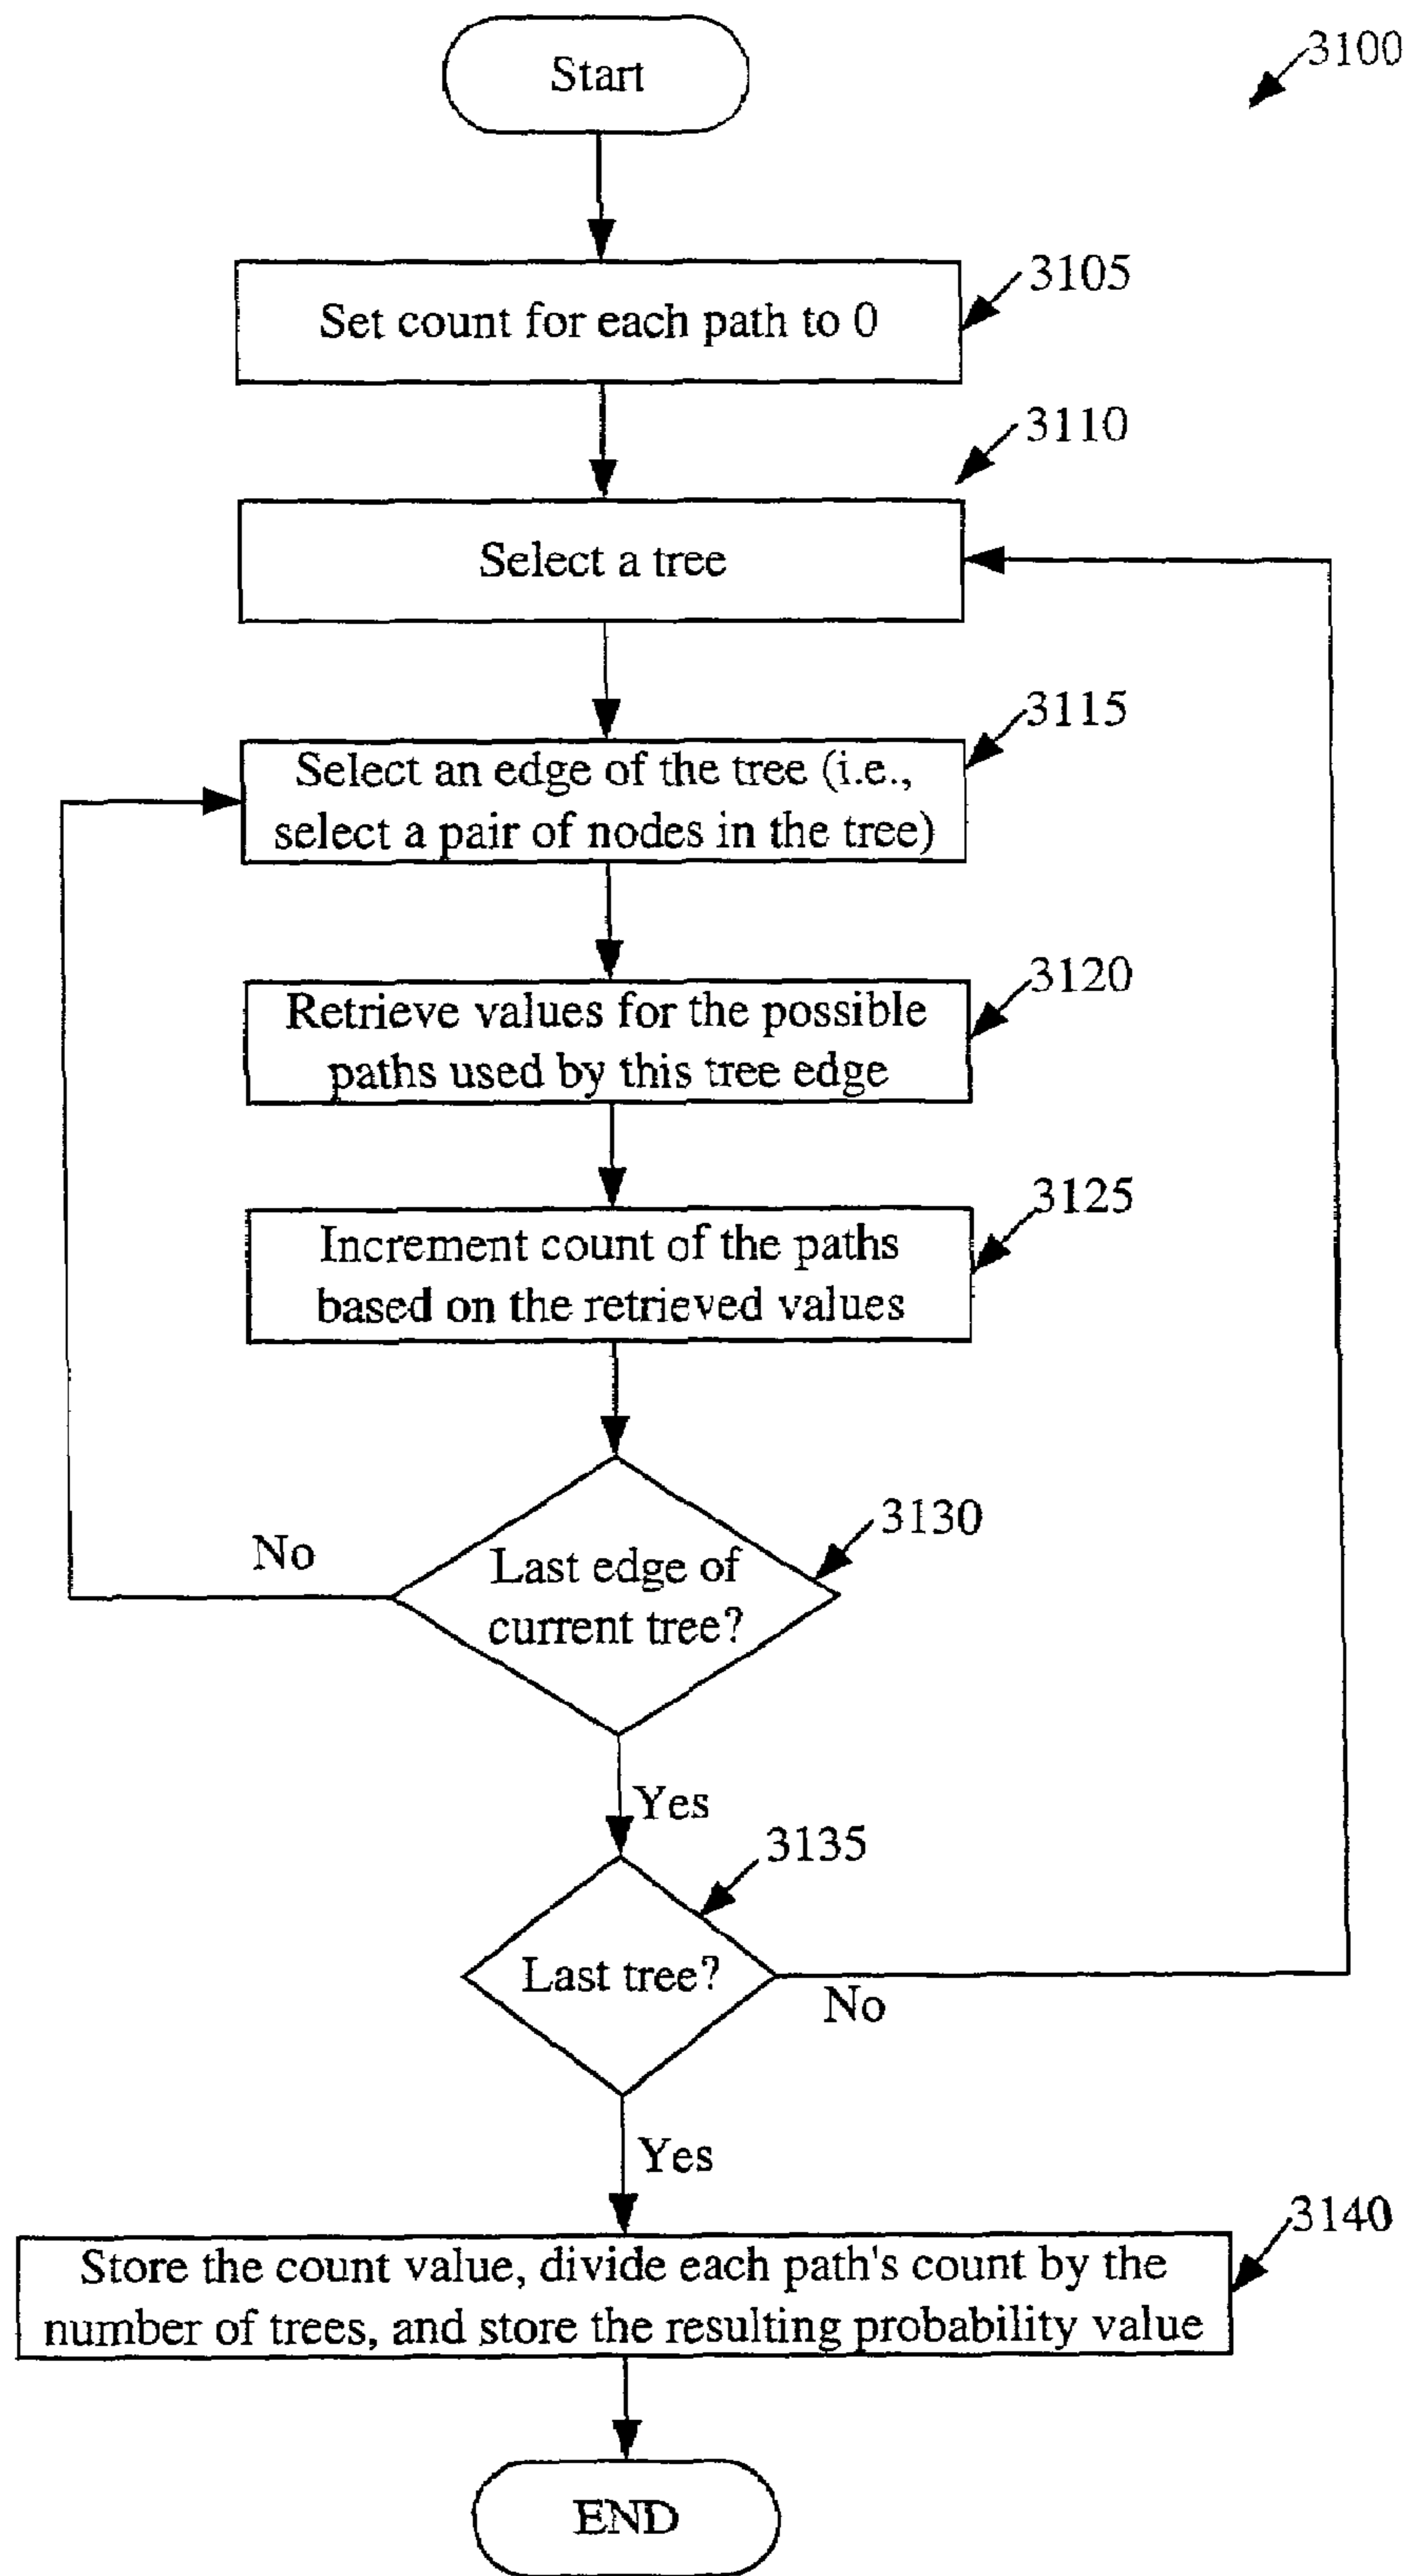 Start
3100
3105
Set count for each path to 0
3110
Select a tree
3115
Select an edge of the tree (i.e.,
select a pair of nodes in the tree)
3120
Retrieve values for the possible
paths used by this tree edge
3125
Increment count of the paths
based on the retrieved values
3130
No
Last edge of
current tree?
Yes
3135
Last tree?
No
Yes
3140
Store the count value, divide each path's count by the
number of trees, and store the resulting probability value
END